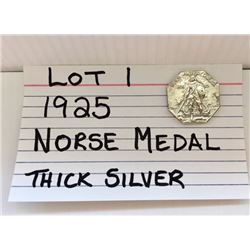 LOT 1
1925
NORSE MEDAL
THICK SILVER